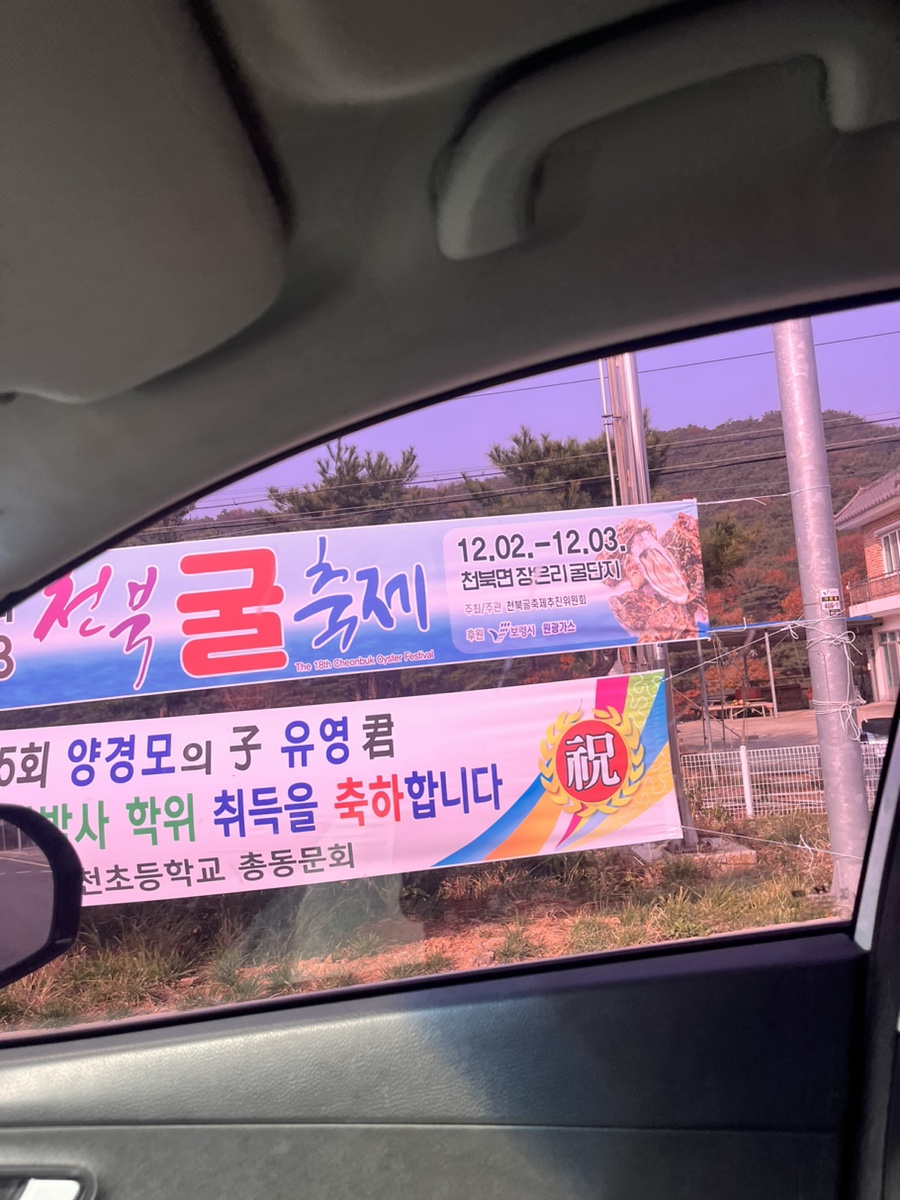 천북 굴 축제
The 18th Cheonbuk Oyster Festival
12.02.-12.03.
천북면 장은리 굴단지
주최/주관 천북굴축제추진위원회
후원 보령시 원광가스
5회 양경모의 子 유영 君
박사 학위 취득을 축하합니다
천초등학교 총동문회
祝